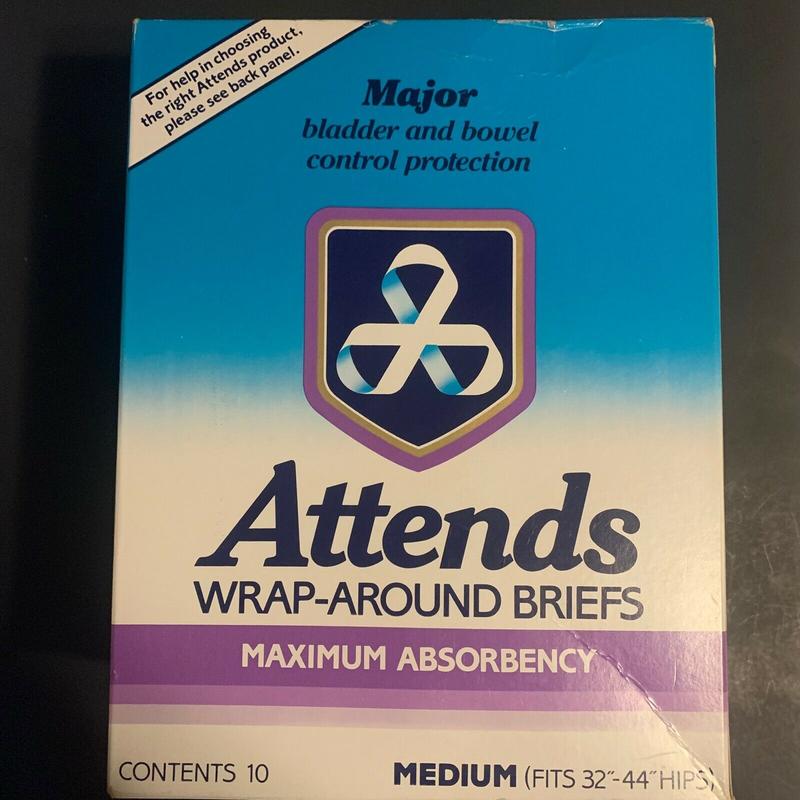 For help in choosing
the right Attends product,
please see back panel.
Major
bladder and bowel
control protection
Attends
WRAP-AROUND BRIEFS
MAXIMUM ABSORBENCY
CONTENTS 10
MEDIUM (FITS 32″-44″HIPS)